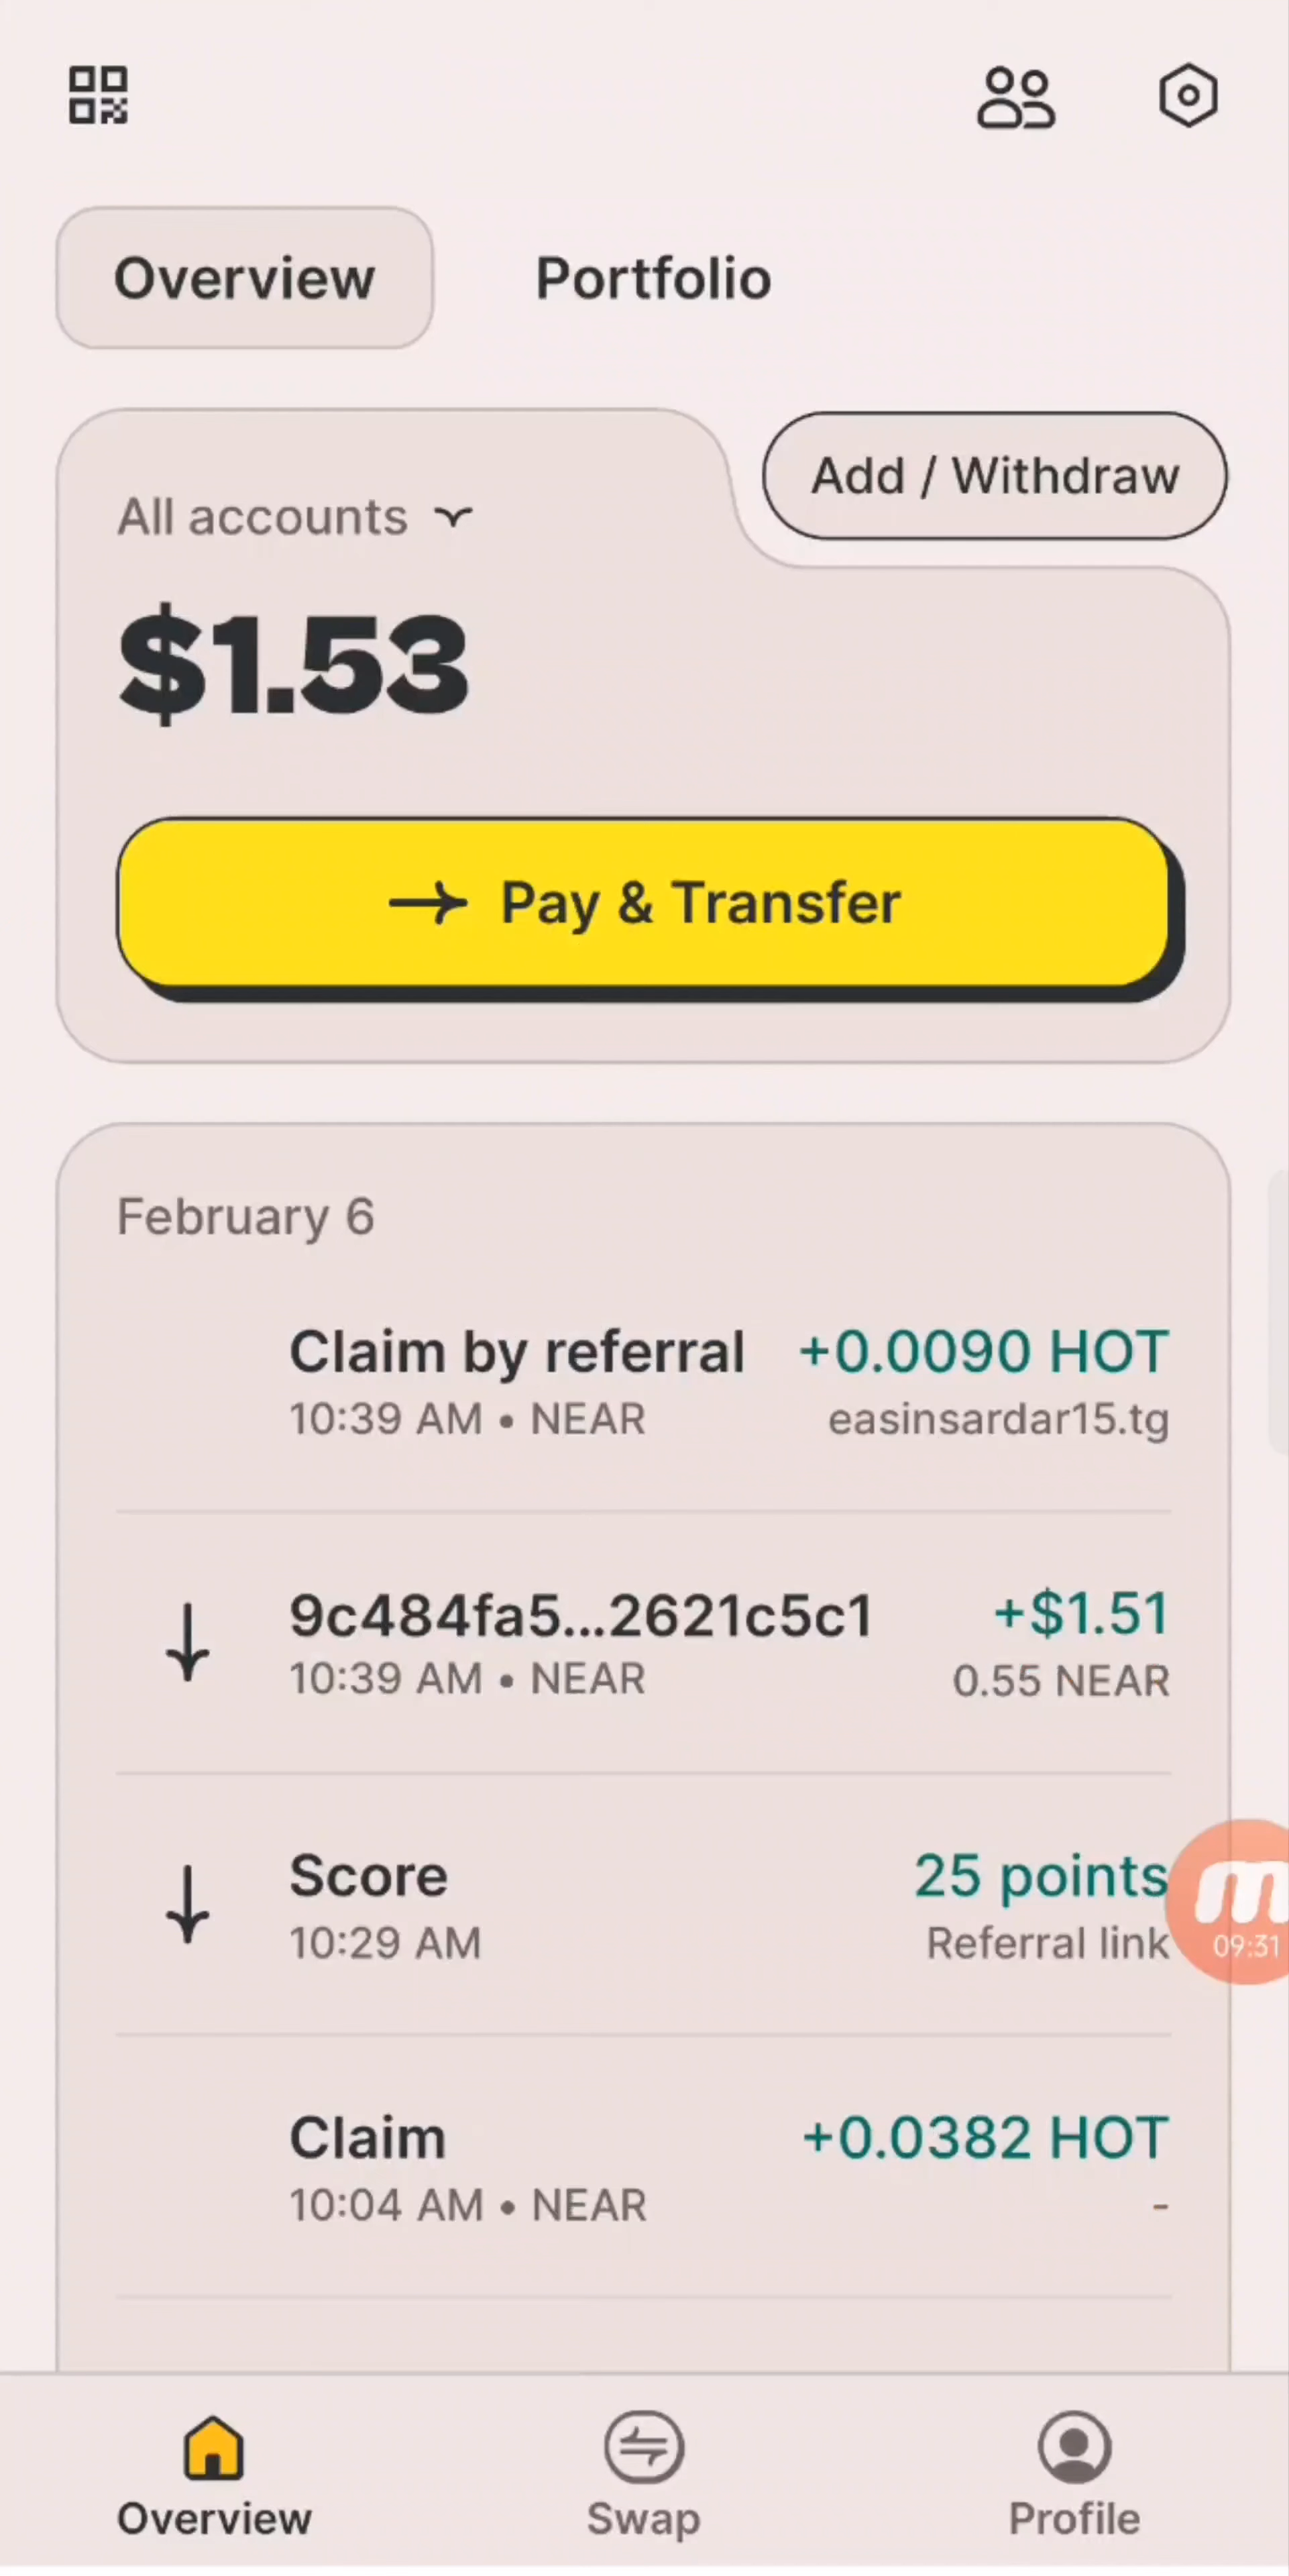 Overview
Portfolio
All accounts
Add / Withdraw
$1.53
Pay & Transfer
February 6
Claim by referral +0.0090 HOT
10:39 AM • NEAR easinsardar15.tg
9c484fa5...2621c5c1 +$1.51
10:39 AM • NEAR 0.55 NEAR
Score 25 points
10:29 AM Referral link
m
09:31
Claim +0.0382 HOT
10:04 AM • NEAR -
Overview
Swap
Profile